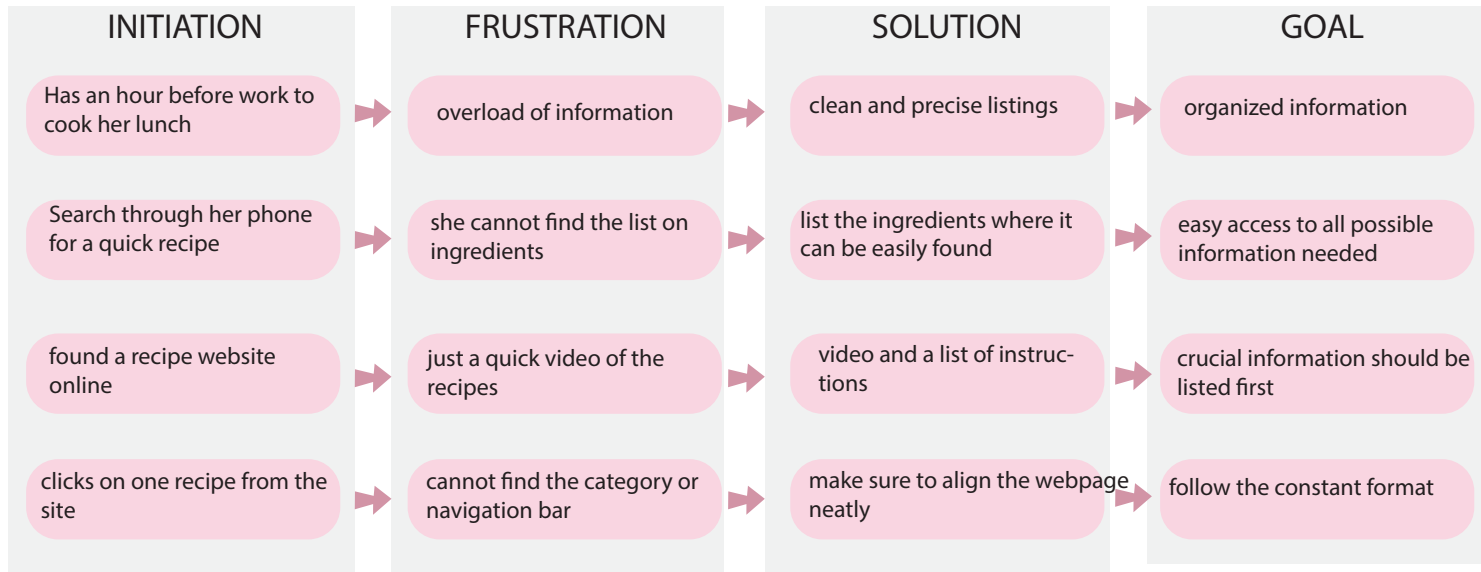 INITIATION
FRUSTRATION
SOLUTION
GOAL
Has an hour before work to
cook her lunch
overload of information
clean and precise listings
organized information
Search through her phone
for a quick recipe
she cannot find the list on
ingredients
list the ingredients where it
can be easily found
easy access to all possible
information needed
found a recipe website
online
just a quick video of the
recipes
video and a list of instruc-
tions
crucial information should be
listed first
clicks on one recipe from the
site
cannot find the category or
navigation bar
make sure to align the webpage
neatly
follow the constant format